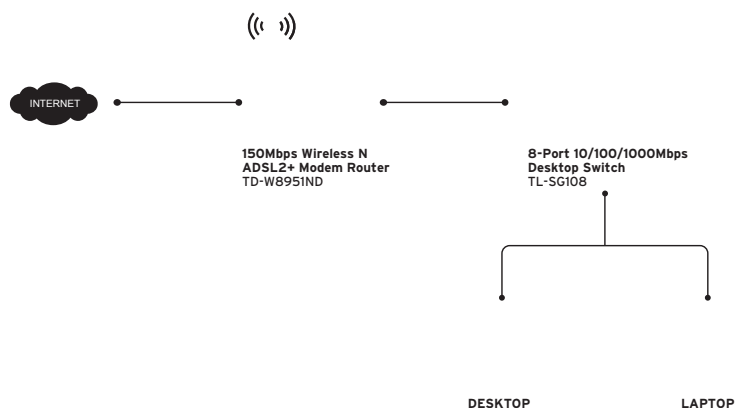 INTERNET
150Mbps Wireless N
ADSL2+ Modem Router
TD-W8951ND
8-Port 10/100/1000Mbps
Desktop Switch
TL-SG108
DESKTOP
LAPTOP